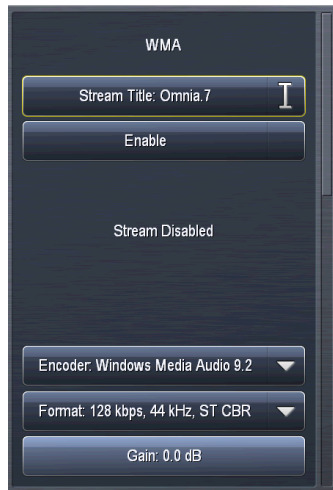 WMA
Stream Title: Omnia.7
Enable
Stream Disabled
Encoder: Windows Media Audio 9.2
Format: 128 kbps, 44 kHz, ST CBR
Gain: 0.0 dB